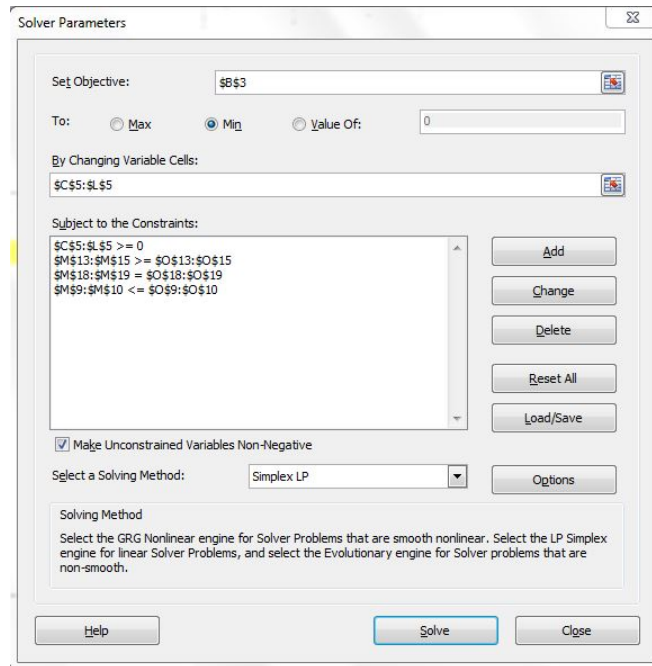 Solver Parameters
Set Objective:
$B$3
To:
Max
Min
Value Of:
0
By Changing Variable Cells:
$C$5:$L$5
Subject to the Constraints:
$C$5:$L$5 >= 0
$M$13:$M$15 >= $O$13:$O$15
$M$18:$M$19 = $O$18:$O$19
$M$9:$M$10 <= $O$9:$O$10
Add
Change
Delete
Reset All
Load/Save
Make Unconstrained Variables Non-Negative
Select a Solving Method:
Simplex LP
Options
Solving Method
Select the GRG Nonlinear engine for Solver Problems that are smooth nonlinear. Select the LP Simplex
engine for linear Solver Problems, and select the Evolutionary engine for Solver problems that are
non-smooth.
Help
Solve
Close